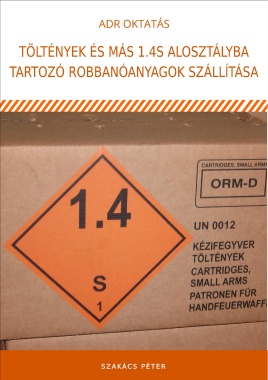 ADR OKTATÁS
TÖLTÉNYEK ÉS MÁS 1.4S ALOSZTÁLYBA
TARTOZÓ ROBBANÓANYAGOK SZÁLLÍTÁSA
1.4
S
1
CARTRIDGES, SMALL ARMS
ORM-D
UN 0012
KÉZIFEGYVER
TÖLTÉNYEK
CARTRIDGES,
SMALL ARMS
PATRONEN FÜR
HANDFEUERWAFF
SZAKÁCS PÉTER